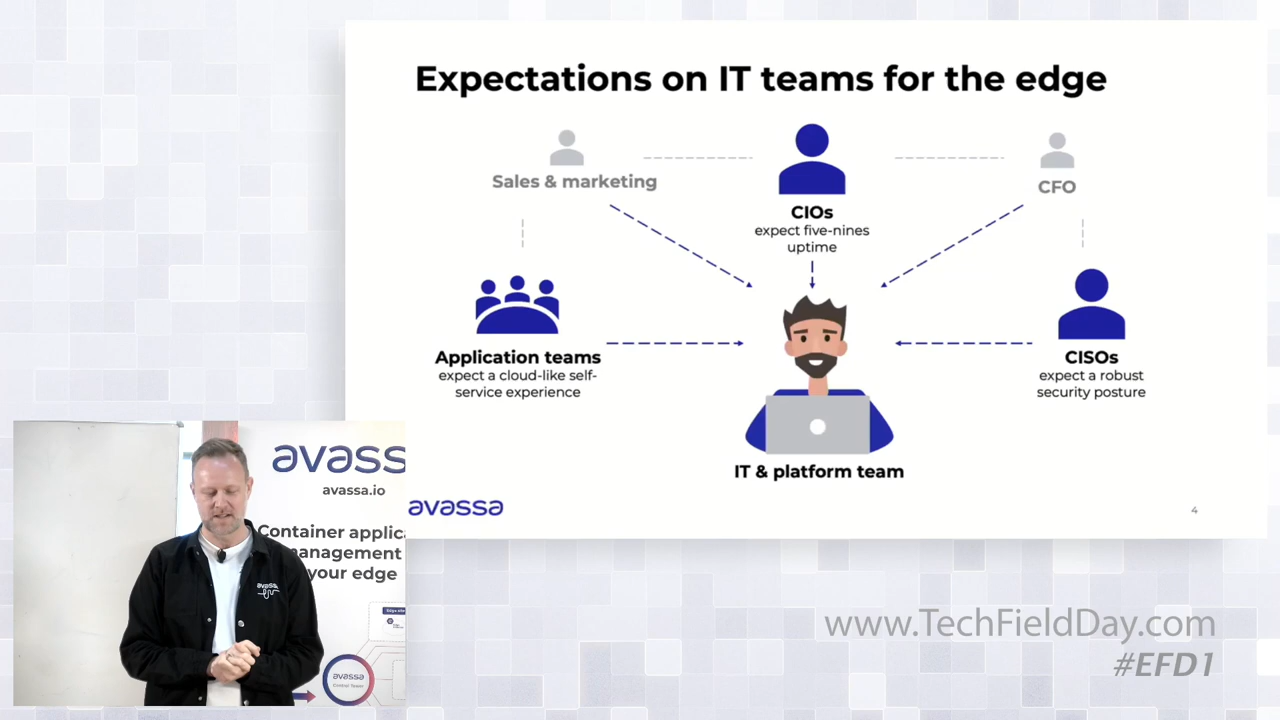 Expectations on IT teams for the edge
Sales & marketing
CIOs
expect five-nines
uptime
CFO
Application teams
expect a cloud-like self-
service experience
CISOs
expect a robust
security posture
IT & platform team
avassa
4
avass
avassa.io
Container applica
anagement
your edge
avassa
avassa
www.TechFieldDay.com
#EFD1